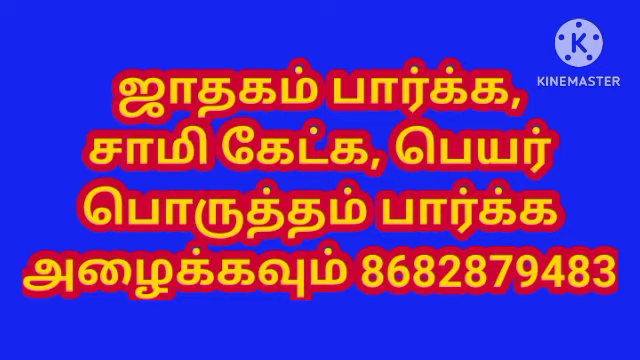 KINEMASTER
ஜாதகம் பார்க்க,
சாமி கேட்க, பெயர்
பொருத்தம் பார்க்க
அழைக்கவும் 8682879483